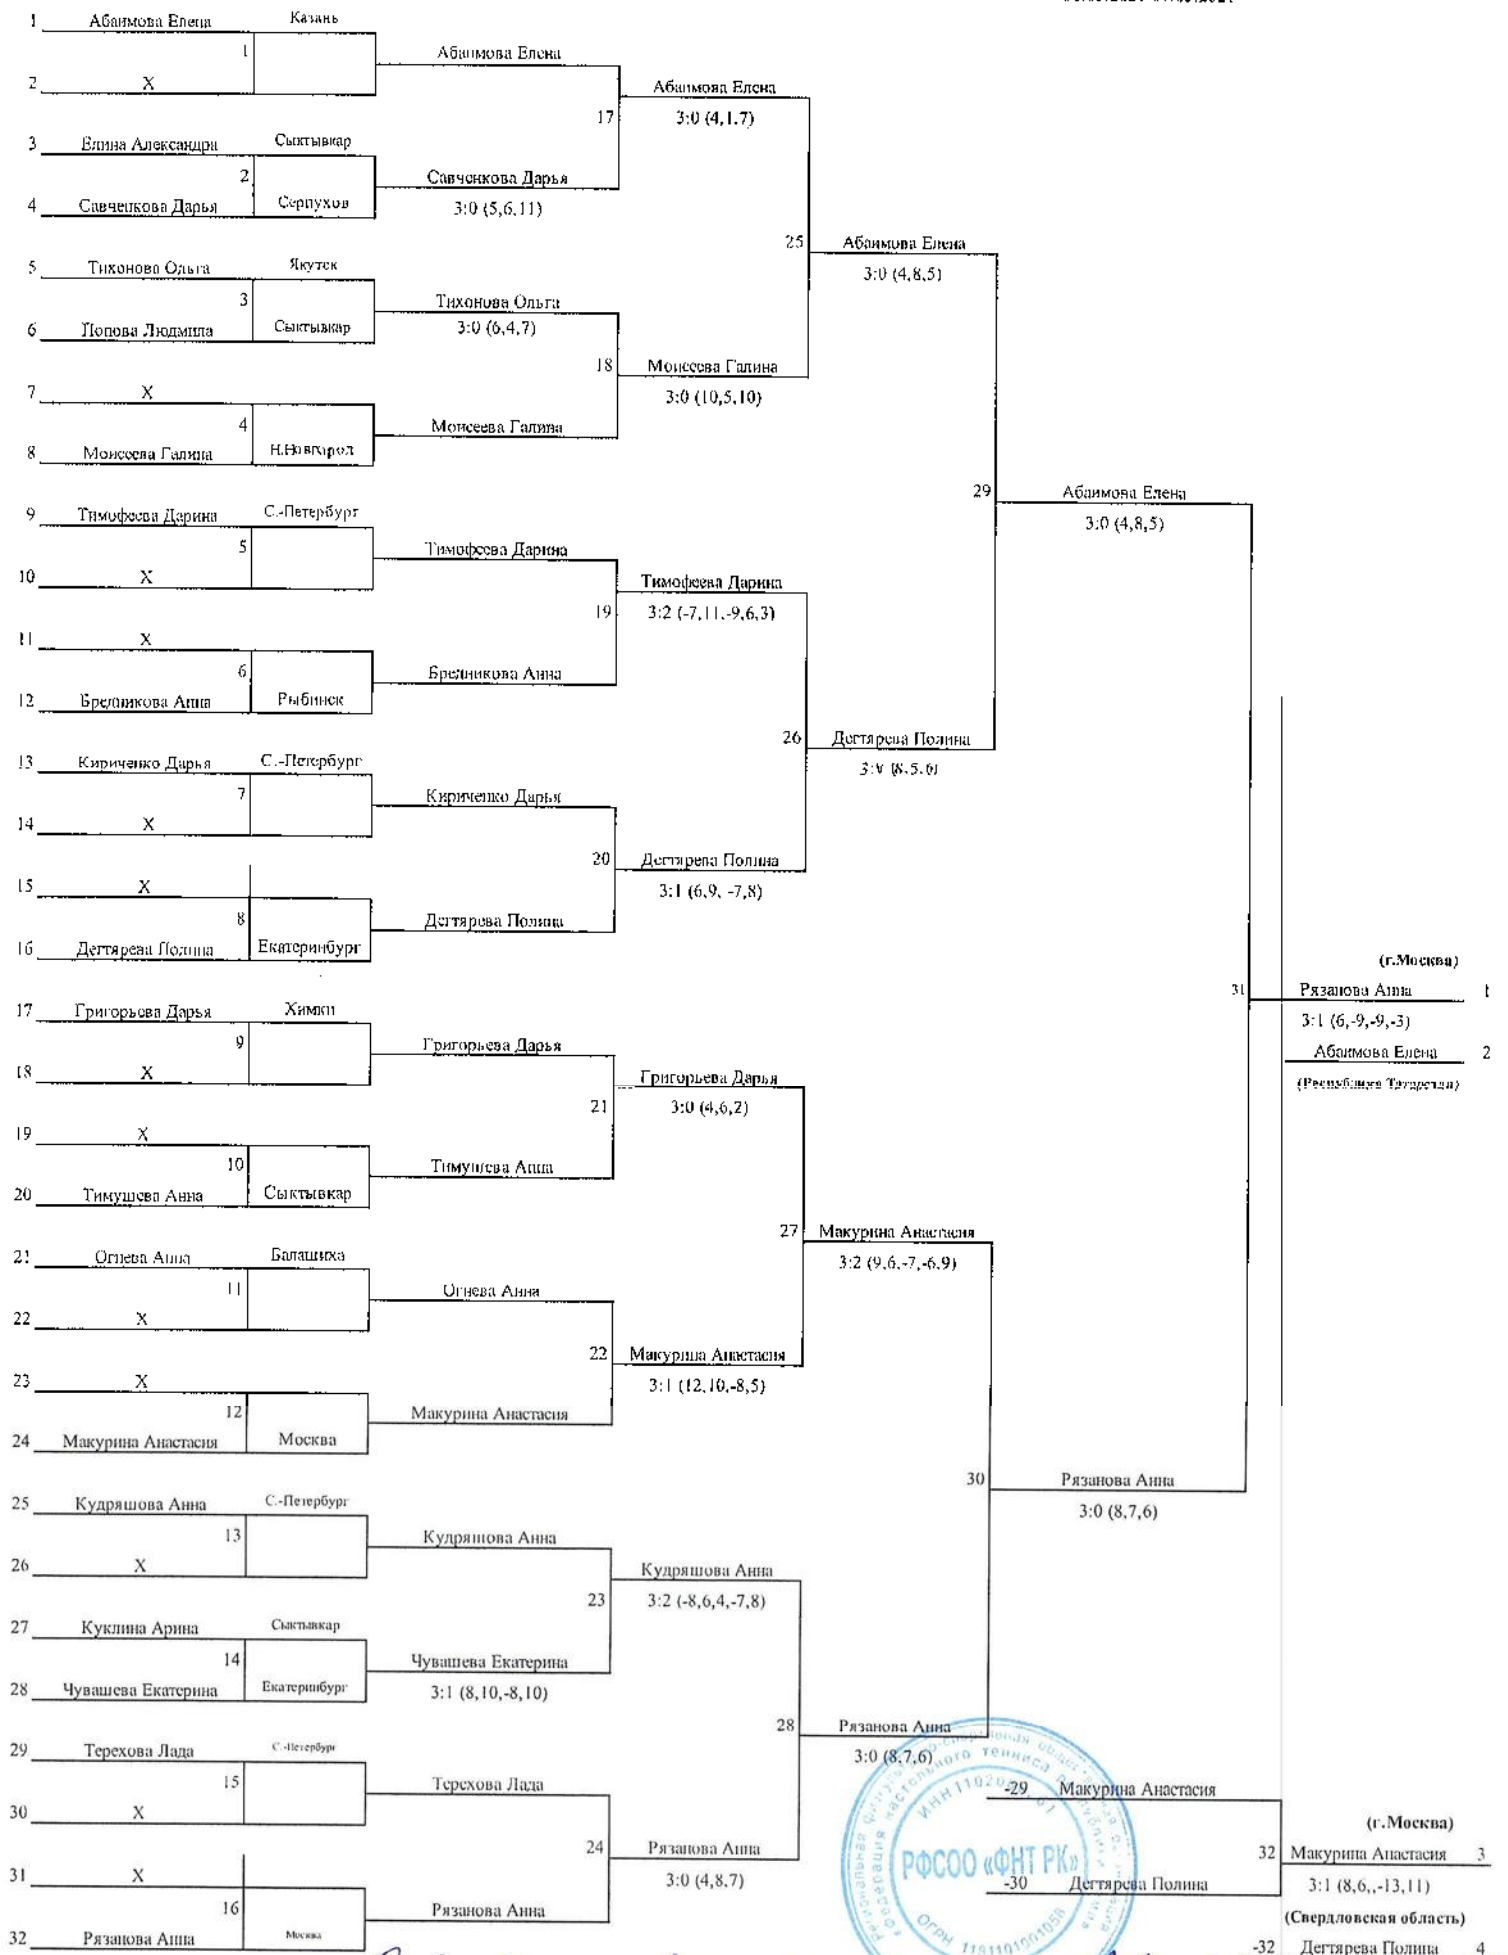 1 Абаимова Елена Казань
1 Абаимова Елена
2 X
Абаимова Елена
17 3:0 (4,1,7)
3 Елина Александра Сыктывкар
2 Савченкова Дарья
4 Савченкова Дарья Серпухов 3:0 (5,6,11)
25 Абаимова Елена
3:0 (4,8,5)
5 Тихонова Ольга Якутск
3 Тихонова Ольга
6 Попова Людмила Сыктывкар 3:0 (6,4,7)
18 Моисеева Галина
3:0 (10,5,10)
7 X
4 Моисеева Галина
8 Моисеева Галина Н.Новгород
29 Абаимова Елена
3:0 (4,8,5)
9 Тимофеева Дарина С.-Петербург
5 Тимофеева Дарина
10 X
Тимофеева Дарина
19 3:2 (-7,11,-9,6,3)
11 X
6 Бредникова Анна
12 Бредникова Анна Рыбинск
26 Дегтярева Полина
(8,5,6)
13 Кириченко Дарья С.-Петербург
7 Кириченко Дарья
14 X
20 Дегтярева Полина
3:1 (6,9, -7,8)
15 X
8 Дегтярева Полина
16 Дегтярева Полина Екатеринбург
(г.Москва)
31 Рязанова Анна 1
3:1 (6,-9,-9,-3)
Абаимова Елена 2
(Республика Татарстан)
17 Григорьева Дарья Химки
9 Григорьева Дарья
18 X
Григорьева Дарья
21 3:0 (4,6,2)
19 X
10 Тимушева Анна
20 Тимушева Анна Сыктывкар
27 Макурина Анастасия
3:2 (9,6,-7,-6,9)
21 Огнева Анна Балашиха
11 Огнева Анна
22 X
22 Макурина Анастасия
3:1 (12,10,-8,5)
23 X
12 Макурина Анастасия
24 Макурина Анастасия Москва
30 Рязанова Анна
3:0 (8,7,6)
25 Кудряшова Анна С.-Петербург
13 Кудряшова Анна
26 X
Кудряшова Анна
23 3:2 (-8,6,4,-7,8)
27 Куклина Арина Сыктывкар
14 Чувашева Екатерина
28 Чувашева Екатерина Екатеринбург 3:1 (8,10,-8,10)
28 Рязанова Анна
3:0 (8,7,6)
29 Терехова Лада С.-Петербург
15 Терехова Лада
30 X
24 Рязанова Анна
3:0 (4,8,7)
31 X
16 Рязанова Анна
32 Рязанова Анна Москва
-29 Макурина Анастасия
(г.Москва)
32 Макурина Анастасия 3
-30 Дегтярева Полина 3:1 (8,6,,-13,11)
(Свердловская область)
-32 Дегтярева Полина 4
РФСОО «ФНТ РК»
ОГРН 1181101001058